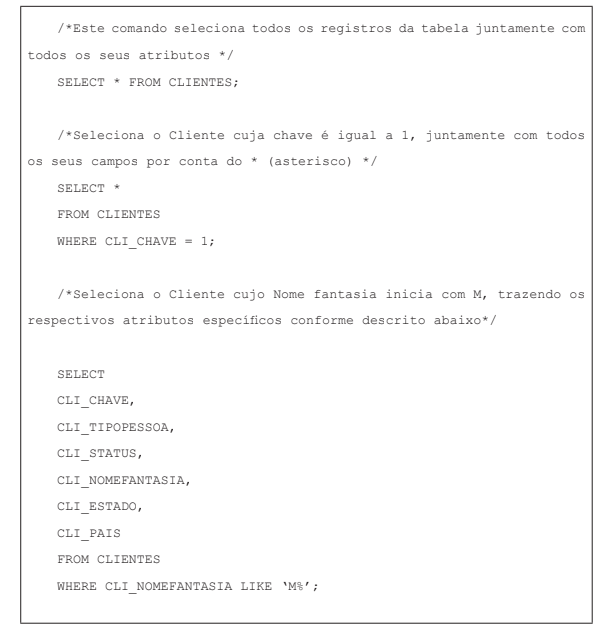 /*Este comando seleciona todos os registros da tabela juntamente com
todos os seus atributos */
SELECT * FROM CLIENTES;
/*Seleciona o Cliente cuja chave é igual a 1, juntamente com todos
os seus campos por conta do * (asterisco) */
SELECT *
FROM CLIENTES
WHERE CLI_CHAVE = 1;
/*Seleciona o Cliente cujo Nome fantasia inicia com M, trazendo os
respectivos atributos específicos conforme descrito abaixo*/
SELECT
CLI_CHAVE,
CLI_TIPOPESSOA,
CLI_STATUS,
CLI_NOMEFANTASIA,
CLI_ESTADO,
CLI_PAIS
FROM CLIENTES
WHERE CLI_NOMEFANTASIA LIKE ‘M%’;